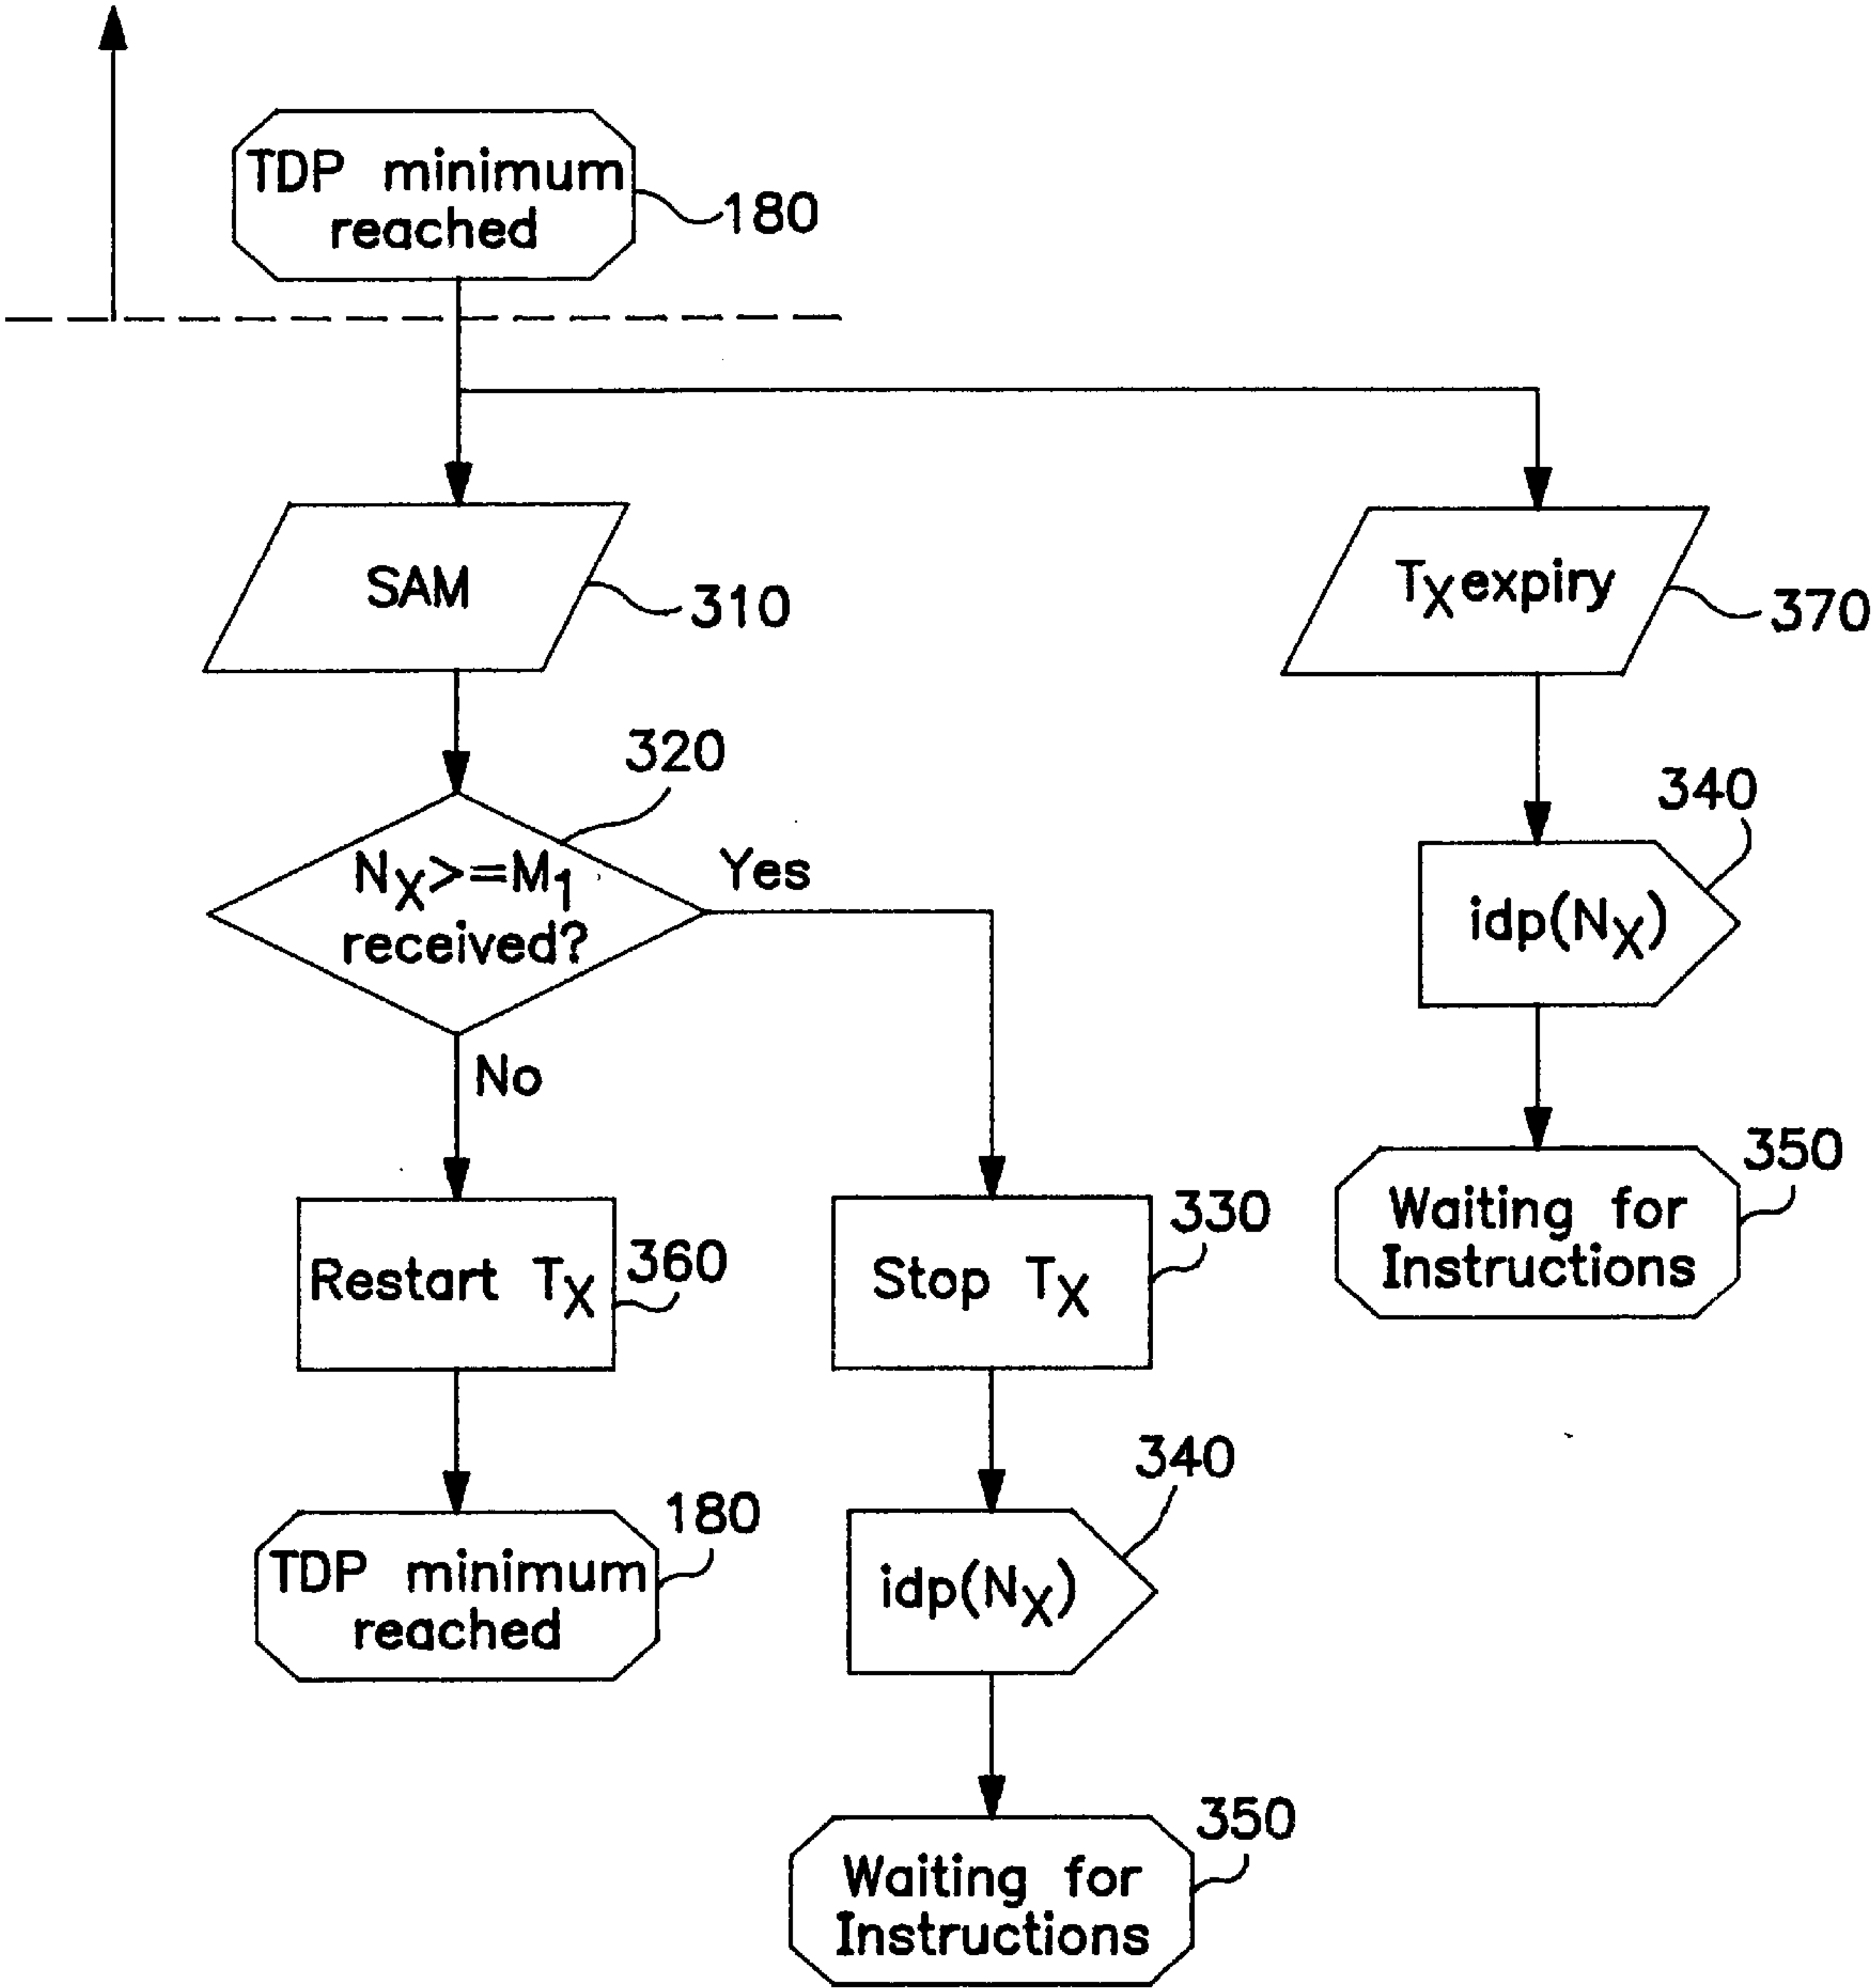 TDP minimum
reached
180
SAM
310
TX expiry
370
320
NX>=M1
received?
Yes
No
340
idp(NX)
350
Waiting for
Instructions
Restart TX
360
Stop TX
330
180
TDP minimum
reached
340
idp(NX)
350
Waiting for
Instructions